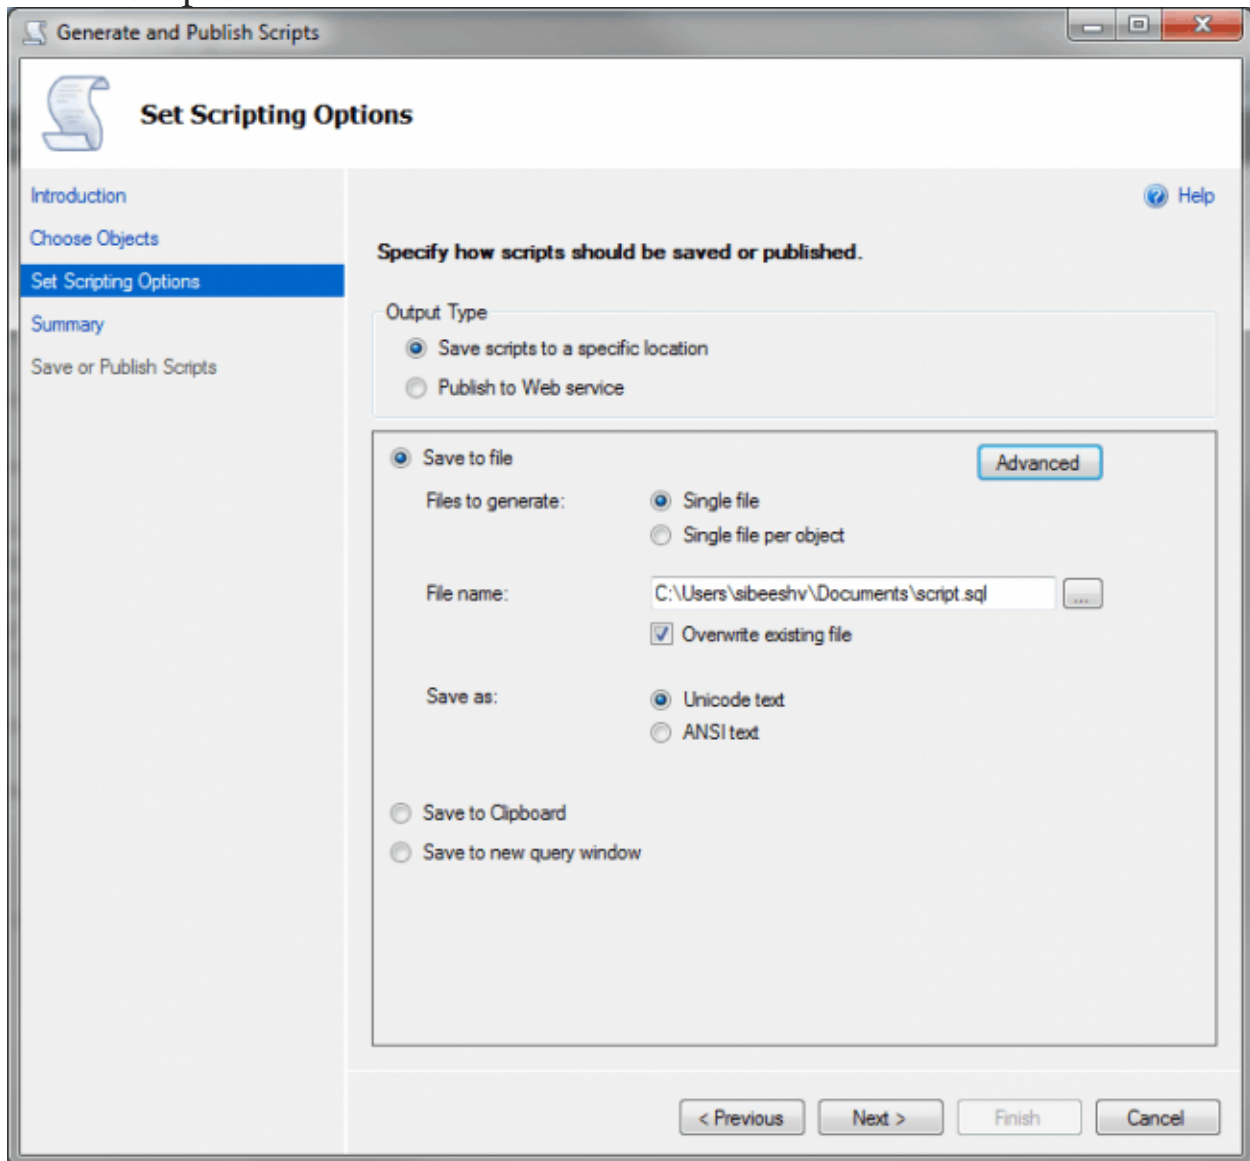 Generate and Publish Scripts
Set Scripting Options
Introduction
Choose Objects
Set Scripting Options
Summary
Save or Publish Scripts
Help
Specify how scripts should be saved or published.
Output Type
Save scripts to a specific location
Publish to Web service
Save to file
Advanced
Files to generate:
Single file
Single file per object
File name:
C:\Users\sibeeshv\Documents\script.sql
...
Overwrite existing file
Save as:
Unicode text
ANSI text
Save to Clipboard
Save to new query window
< Previous
Next >
Finish
Cancel